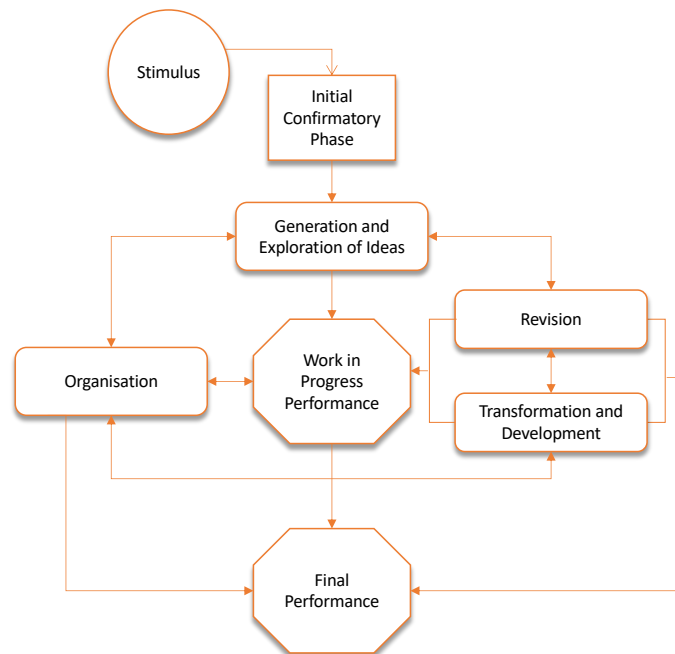 Stimulus
Initial
Confirmatory
Phase
Generation and
Exploration of Ideas
Revision
Work in
Progress
Performance
Organisation
Transformation and
Development
Final
Performance